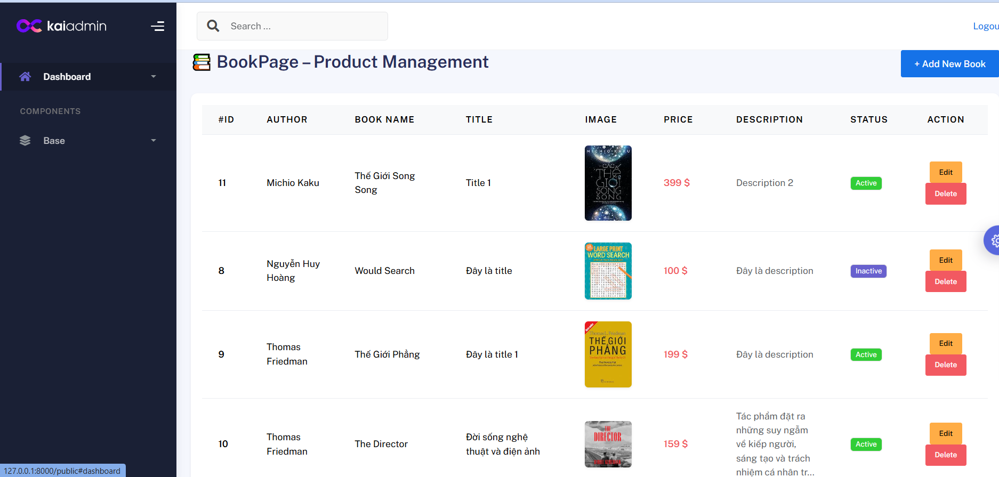 kaiadmin
Search ...
Logou
Dashboard
COMPONENTS
Base
BookPage – Product Management
+ Add New Book
#ID AUTHOR BOOK NAME TITLE IMAGE PRICE DESCRIPTION STATUS ACTION
11
Michio Kaku
Thế Giới Song
Song
Title 1
MICHIO KAKU
CÁC
THẾ
GIỚI
SONG
SONG
399 $
Description 2
Active
Edit
Delete
8
Nguyễn Huy
Hoàng
Would Search
Đây là title
LARGE PRINT
WORD SEARCH
100 $
Đây là description
Inactive
Edit
Delete
9
Thomas
Friedman
Thế Giới Phẳng
Đây là title 1
Thomas L. Friedman
THẾ GIỚI
PHẲNG
The World is Flat
199 $
Đây là description
Active
Edit
Delete
10
Thomas
Friedman
The Director
Đời sống nghệ
thuật và điện ảnh
THE
DIRECTOR
159 $
Tác phẩm đặt ra
những suy ngẫm
về kiếp người,
sáng tạo và trách
nhiệm cá nhân tr...
Active
Edit
Delete
127.0.0.1:8000/public#dashboard